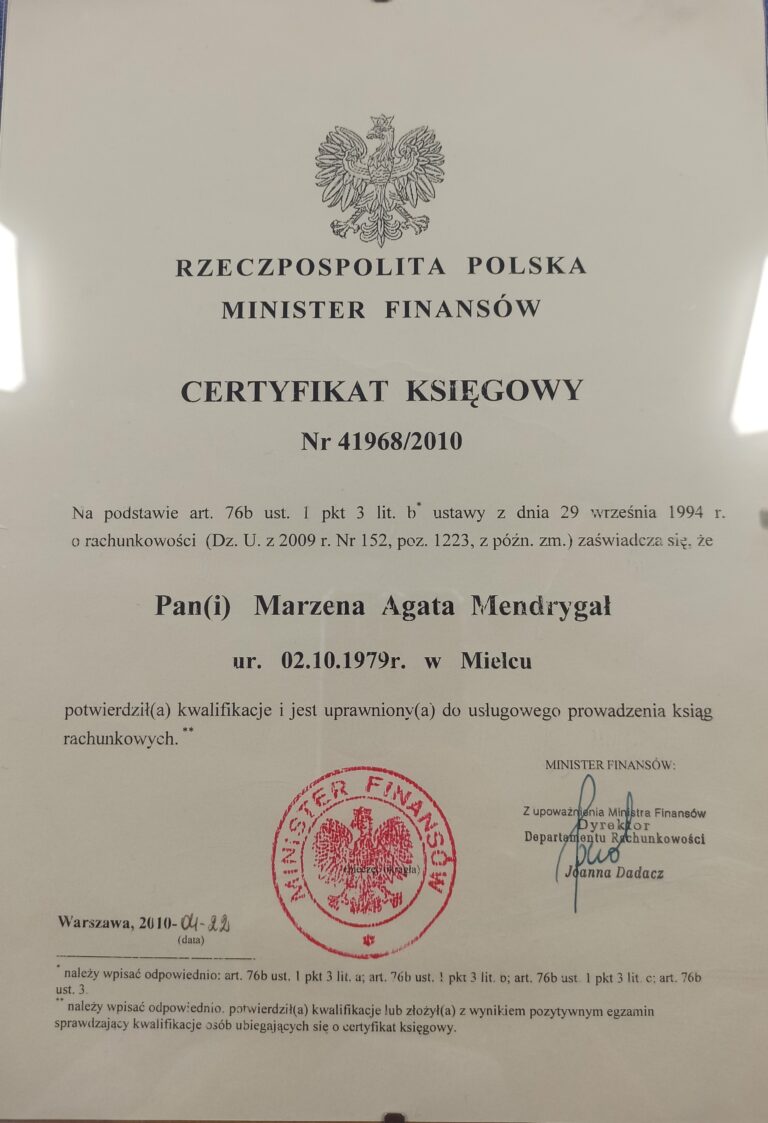 RZECZPOSPOLITA POLSKA
MINISTER FINANSÓW
CERTYFIKAT KSIĘGOWY
Nr 41968/2010
Na podstawie art. 76b ust. 1 pkt 3 lit. b* ustawy z dnia 29 września 1994 r.
o rachunkowości (Dz. U. z 2009 r. Nr 152, poz. 1223, z późn. zm.) zaświadcza się, że
Pan(i) Marzena Agata Mendrygał
ur. 02.10.1979r. w Mielcu
potwierdził(a) kwalifikacje i jest uprawniony(a) do usługowego prowadzenia ksiąg
rachunkowych. **
MINISTER FINANSÓW:
Z upoważnienia Ministra Finansów
Dyrektor
Departamentu Rachunkowości
Joanna Dadacz
MINISTER FINANSÓW
(pieczęć okrągła)
Warszawa, 2010-04-22
(data)
* należy wpisać odpowiednio: art. 76b ust. 1 pkt 3 lit. a; art. 76b ust. 1 pkt 3 lit. b; art. 76b ust. 1 pkt 3 lit. c; art. 76b
ust. 3.
** należy wpisać odpowiednio. potwierdził(a) kwalifikacje lub złożył(a) z wynikiem pozytywnym egzamin
sprawdzający kwalifikacje osób ubiegających się o certyfikat księgowy.